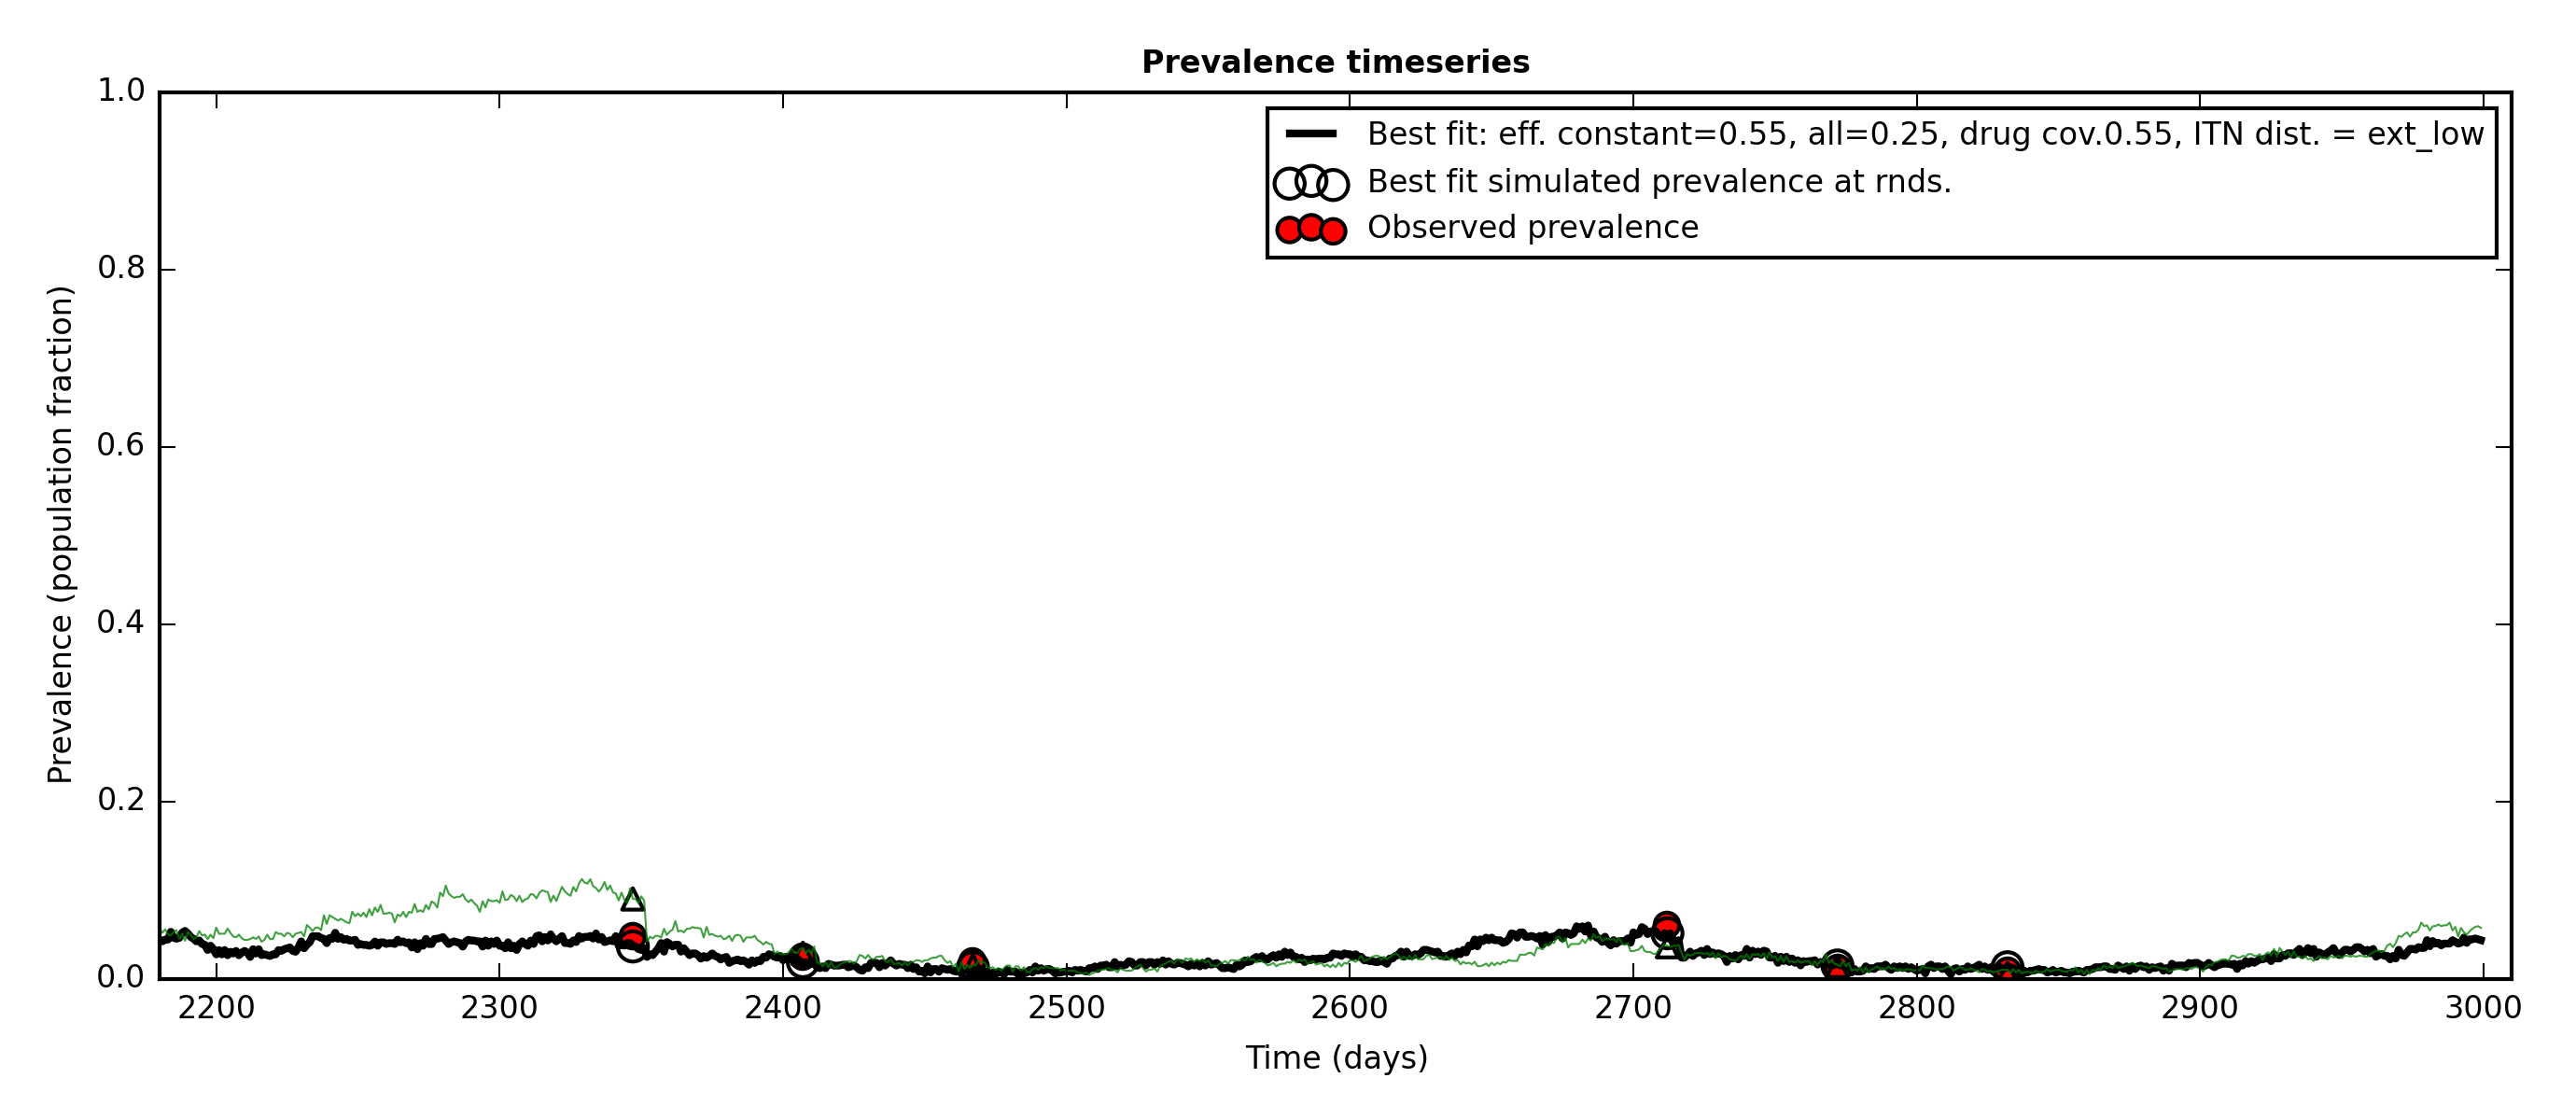 Prevalence timeseries
Best fit: eff. constant=0.55, all=0.25, drug cov.0.55, ITN dist. = ext_low
Best fit simulated prevalence at rnds.
Observed prevalence
Prevalence (population fraction)
1.0
0.8
0.6
0.4
0.2
0.0
2200 2300 2400 2500 2600 2700 2800 2900 3000
Time (days)